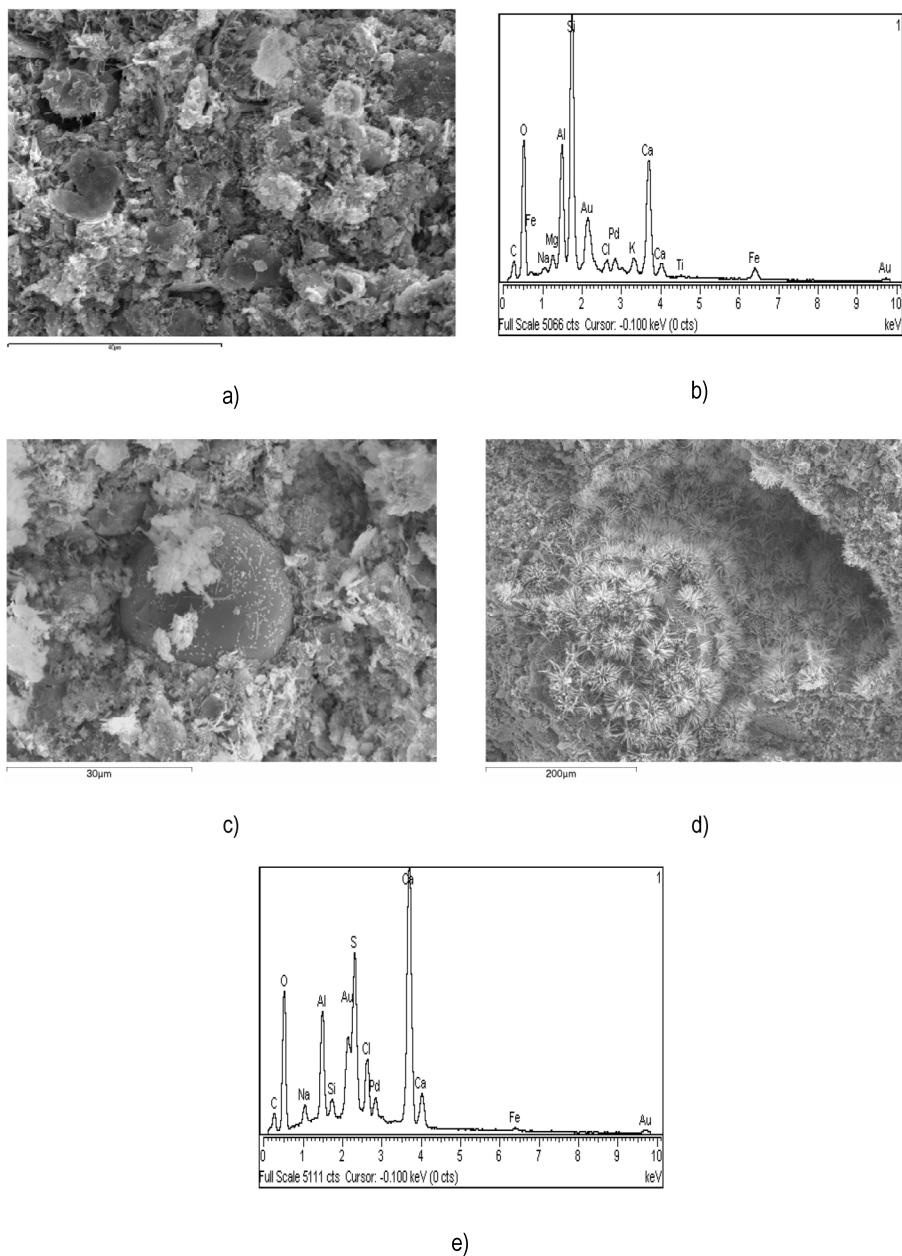 Si
1
O
Al
Ca
Au
Fe
Pd
Mg
Cl
K
C
Na
Ca
Ti
Fe
Au
1 2 3 4 5 6 7 8 9 10
Full Scale 5066 cts Cursor: -0.100 keV (0 cts)
keV
40µm
a)
b)
30µm
200µm
c)
d)
Ca
1
S
O
Al
Au
Cl
Na
Si
Pd
Ca
C
Fe
Au
0 1 2 3 4 5 6 7 8 9 10
Full Scale 5111 cts Cursor: -0.100 keV (0 cts)
keV
e)